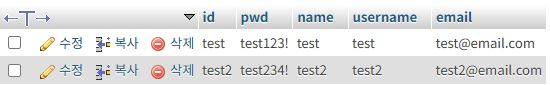 id pwd name username email
수정 복사 삭제 test test123! test test test@email.com
수정 복사 삭제 test2 test234! test2 test2 test2@email.com